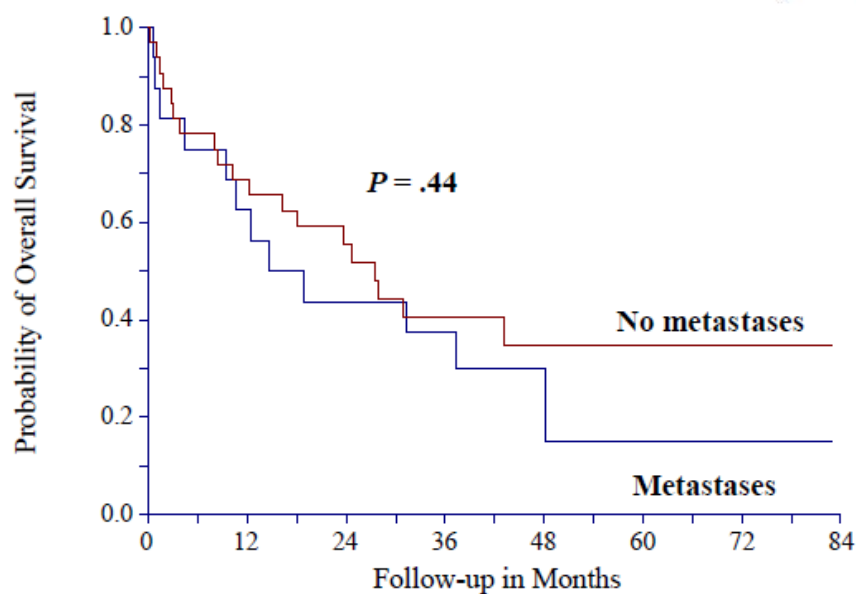 Probability of Overall Survival
1.0
0.8
0.6
0.4
0.2
0.0
P = .44
No metastases
Metastases
0 12 24 36 48 60 72 84
Follow-up in Months